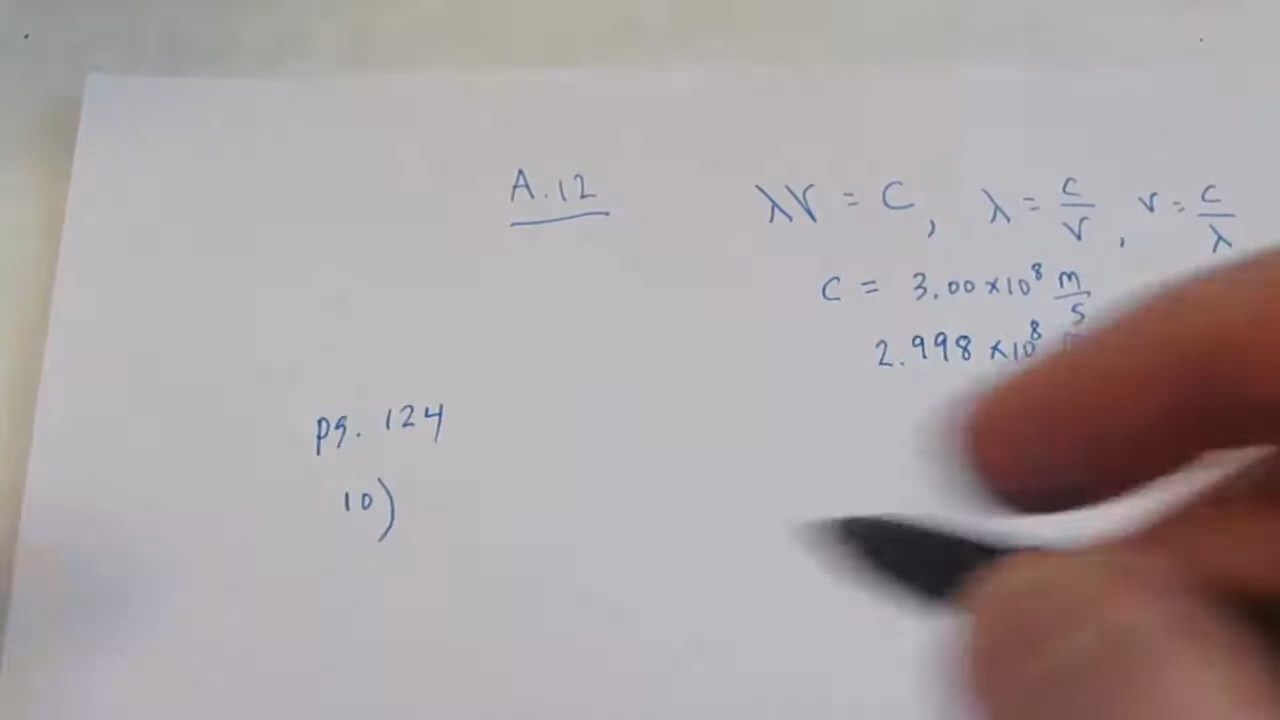 A.12
λν = c, λ = c/ν, ν = c/λ
c = 3.00 × 10⁸ m/s
2.998 × 10⁸
pg. 124
10)